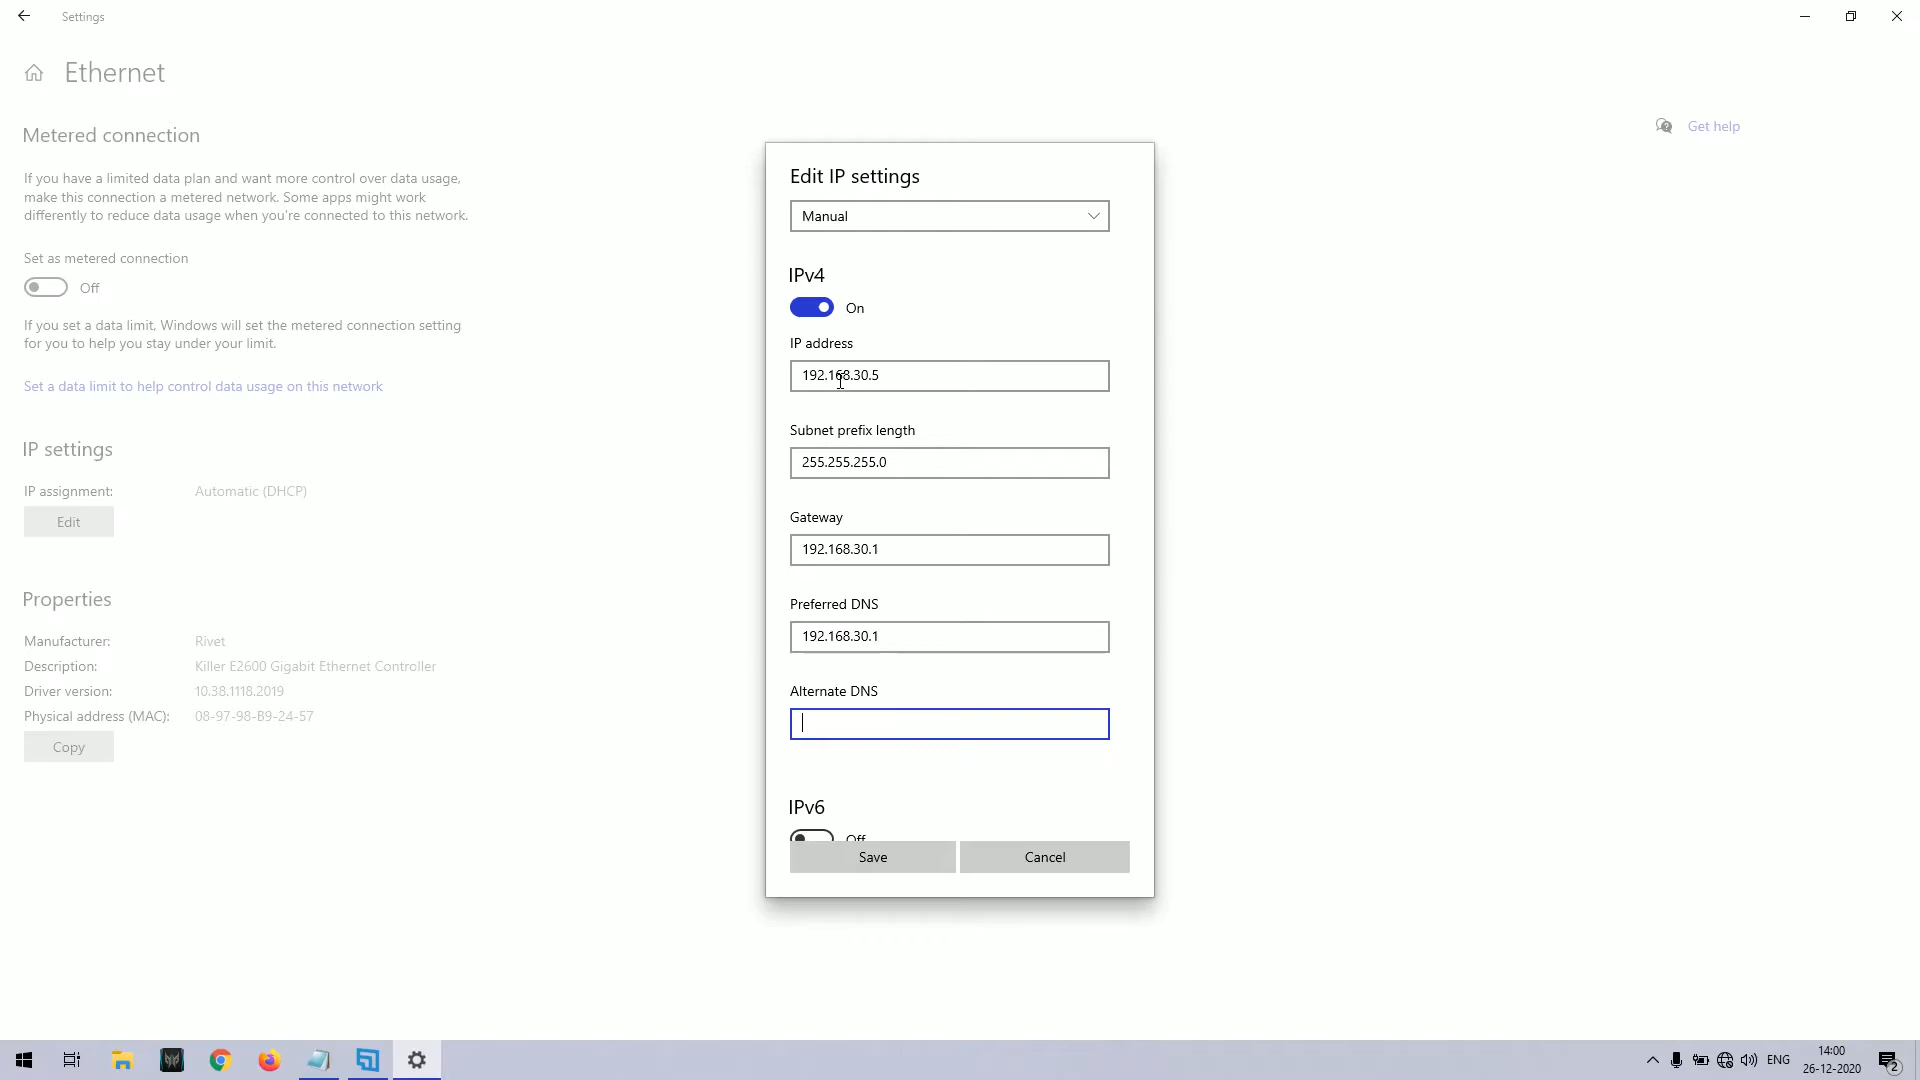 Settings
Ethernet
Metered connection
If you have a limited data plan and want more control over data usage,
make this connection a metered network. Some apps might work
differently to reduce data usage when you're connected to this network.
Set as metered connection
Off
If you set a data limit, Windows will set the metered connection setting
for you to help you stay under your limit.
Set a data limit to help control data usage on this network
IP settings
IP assignment: Automatic (DHCP)
Edit
Properties
Manufacturer: Rivet
Description: Killer E2600 Gigabit Ethernet Controller
Driver version: 10.38.1118.2019
Physical address (MAC): 08-97-98-B9-24-57
Copy
Get help
Edit IP settings
Manual
IPv4
On
IP address
192.168.30.5
Subnet prefix length
255.255.255.0
Gateway
192.168.30.1
Preferred DNS
192.168.30.1
Alternate DNS
IPv6
Off
Save Cancel
ENG
14:00
26-12-2020
2